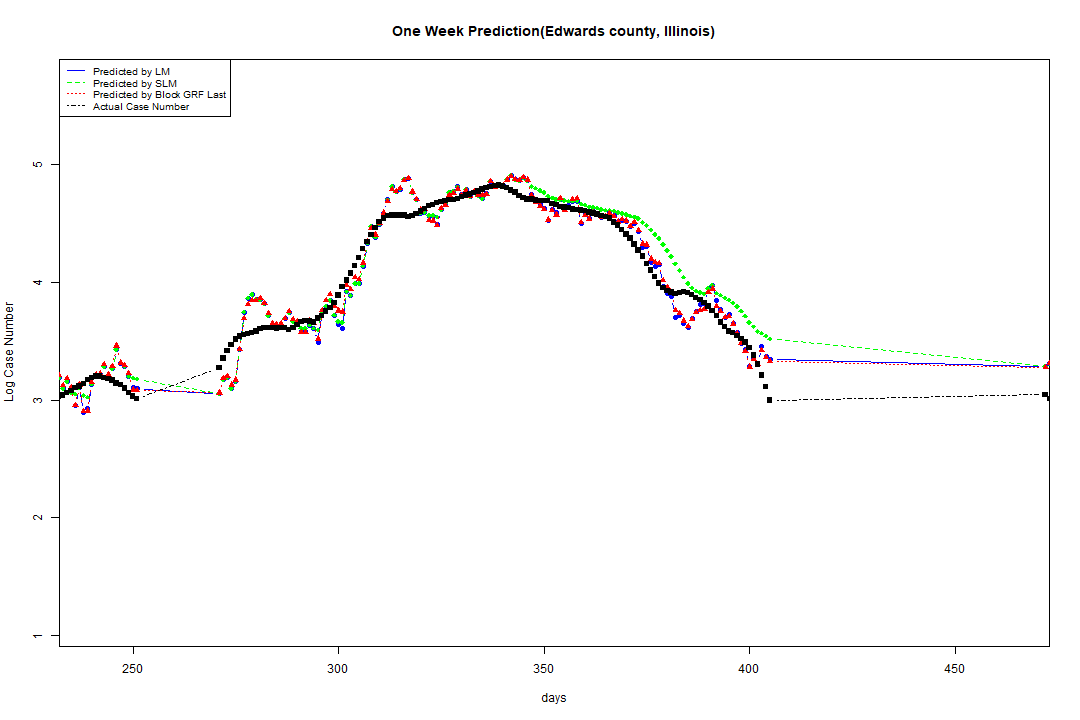 One Week Prediction(Edwards county, Illinois)
Predicted by LM
Predicted by SLM
Predicted by Block GRF Last
Actual Case Number
5
4
3
2
1
Log Case Number
250 300 350 400 450
days